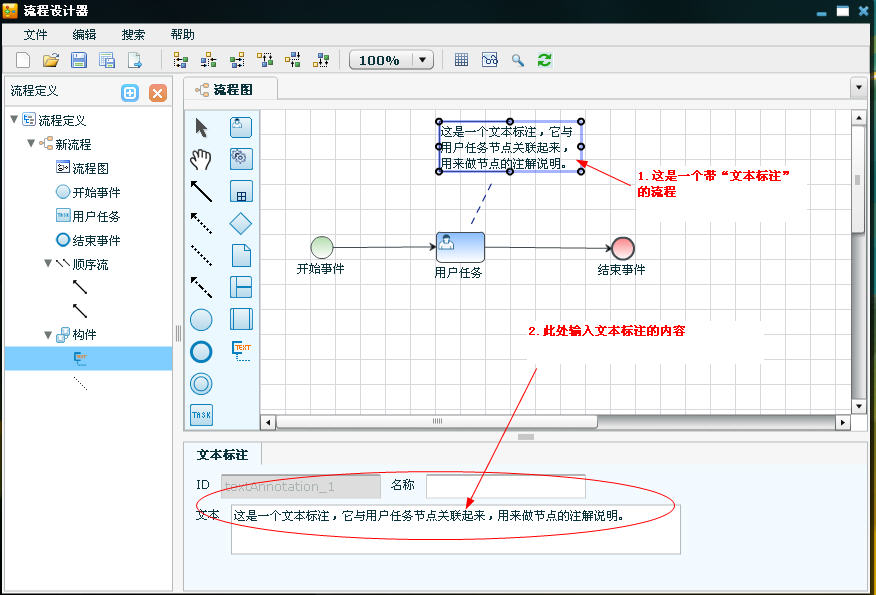 流程设计器
文件 编辑 搜索 帮助
100%
流程定义
流程图
流程定义
新流程
流程图
开始事件
TASK 用户任务
结束事件
顺序流
构件
TEXT
TEXT
TASK
这是一个文本标注，它与
用户任务节点关联起来，
用来做节点的注解说明。
1.这是一个带“文本标注”
的流程
开始事件
用户任务
结束事件
2.此处输入文本标注的内容
文本标注
ID textAnnotation_1 名称
文本 这是一个文本标注，它与用户任务节点关联起来，用来做节点的注解说明。